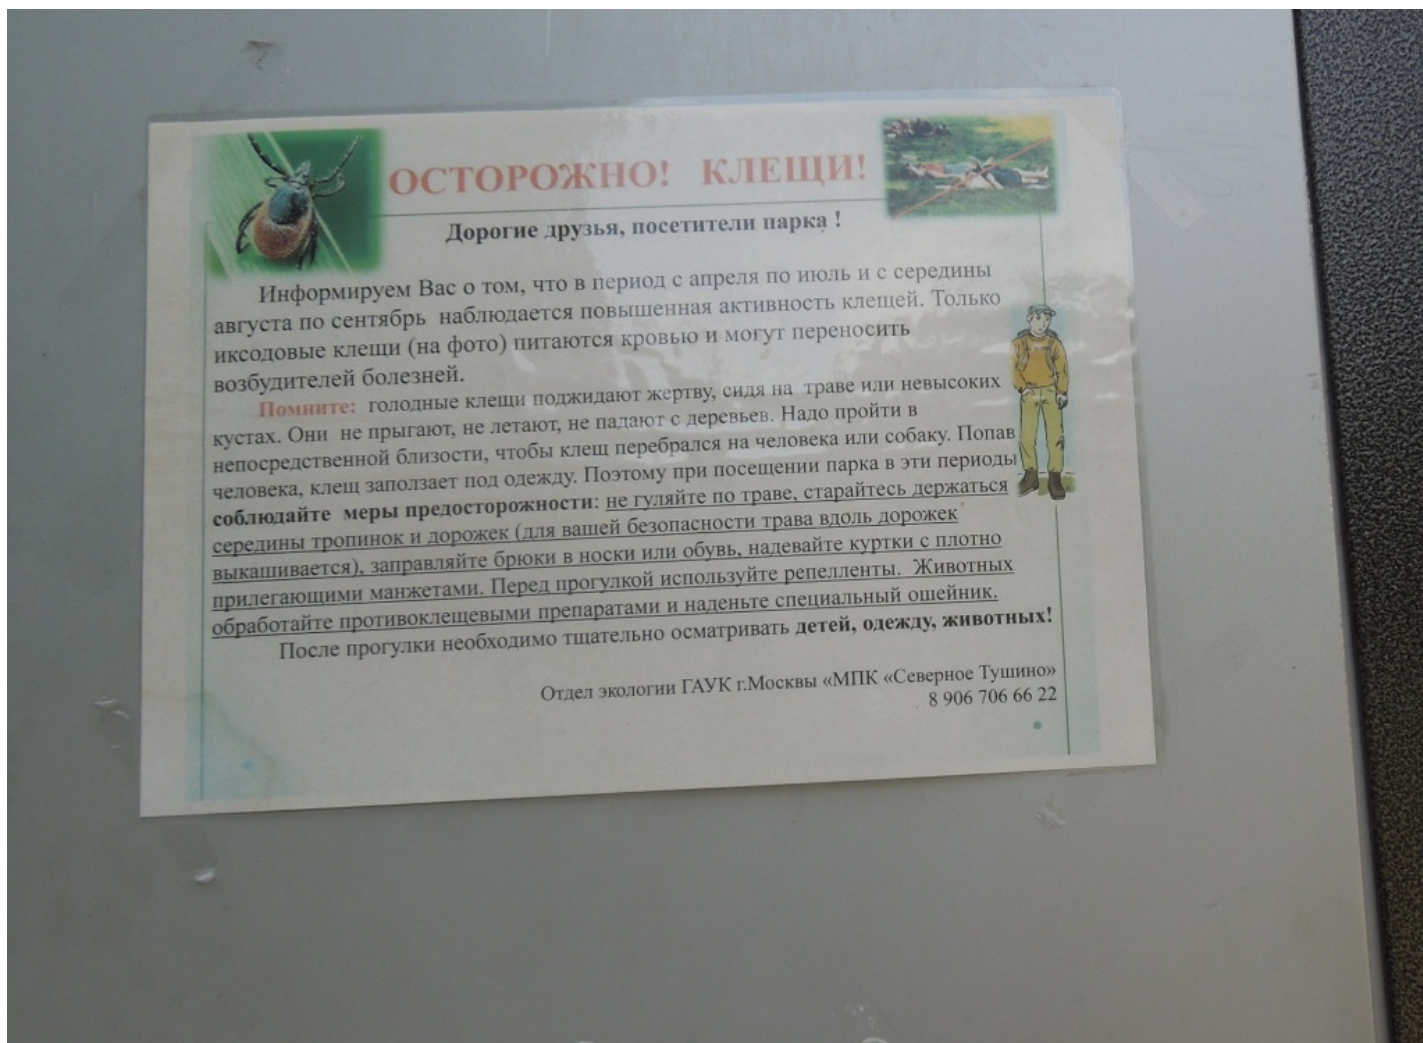 ОСТОРОЖНО! КЛЕЩИ!
Дорогие друзья, посетители парка !
Информируем Вас о том, что в период с апреля по июль и с середины
августа по сентябрь наблюдается повышенная активность клещей. Только
иксодовые клещи (на фото) питаются кровью и могут переносить
возбудителей болезней.
Помните: голодные клещи поджидают жертву, сидя на траве или невысоких
кустах. Они не прыгают, не летают, не падают с деревьев. Надо пройти в
непосредственной близости, чтобы клещ перебрался на человека или собаку. Попав
человека, клещ заползает под одежду. Поэтому при посещении парка в эти периоды
соблюдайте меры предосторожности: не гуляйте по траве, старайтесь держаться
середины тропинок и дорожек (для вашей безопасности трава вдоль дорожек
выкашивается), заправляйте брюки в носки или обувь, надевайте куртки с плотно
прилегающими манжетами. Перед прогулкой используйте репелленты. Животных
обработайте противоклещевыми препаратами и наденьте специальный ошейник.
После прогулки необходимо тщательно осматривать детей, одежду, животных!
Отдел экологии ГАУК г.Москвы «МПК «Северное Тушино»
8 906 706 66 22